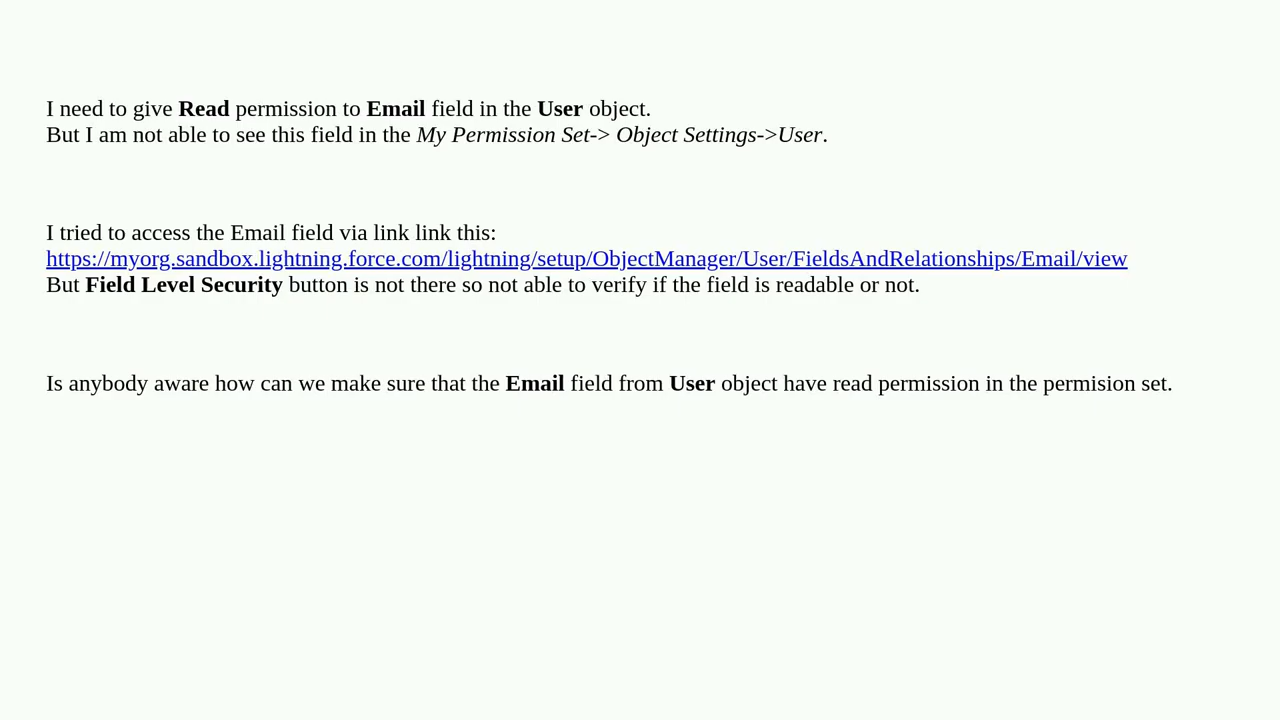 I need to give Read permission to Email field in the User object.
But I am not able to see this field in the My Permission Set-> Object Settings->User.
I tried to access the Email field via link link this:
https://myorg.sandbox.lightning.force.com/lightning/setup/ObjectManager/User/FieldsAndRelationships/Email/view
But Field Level Security button is not there so not able to verify if the field is readable or not.
Is anybody aware how can we make sure that the Email field from User object have read permission in the permision set.